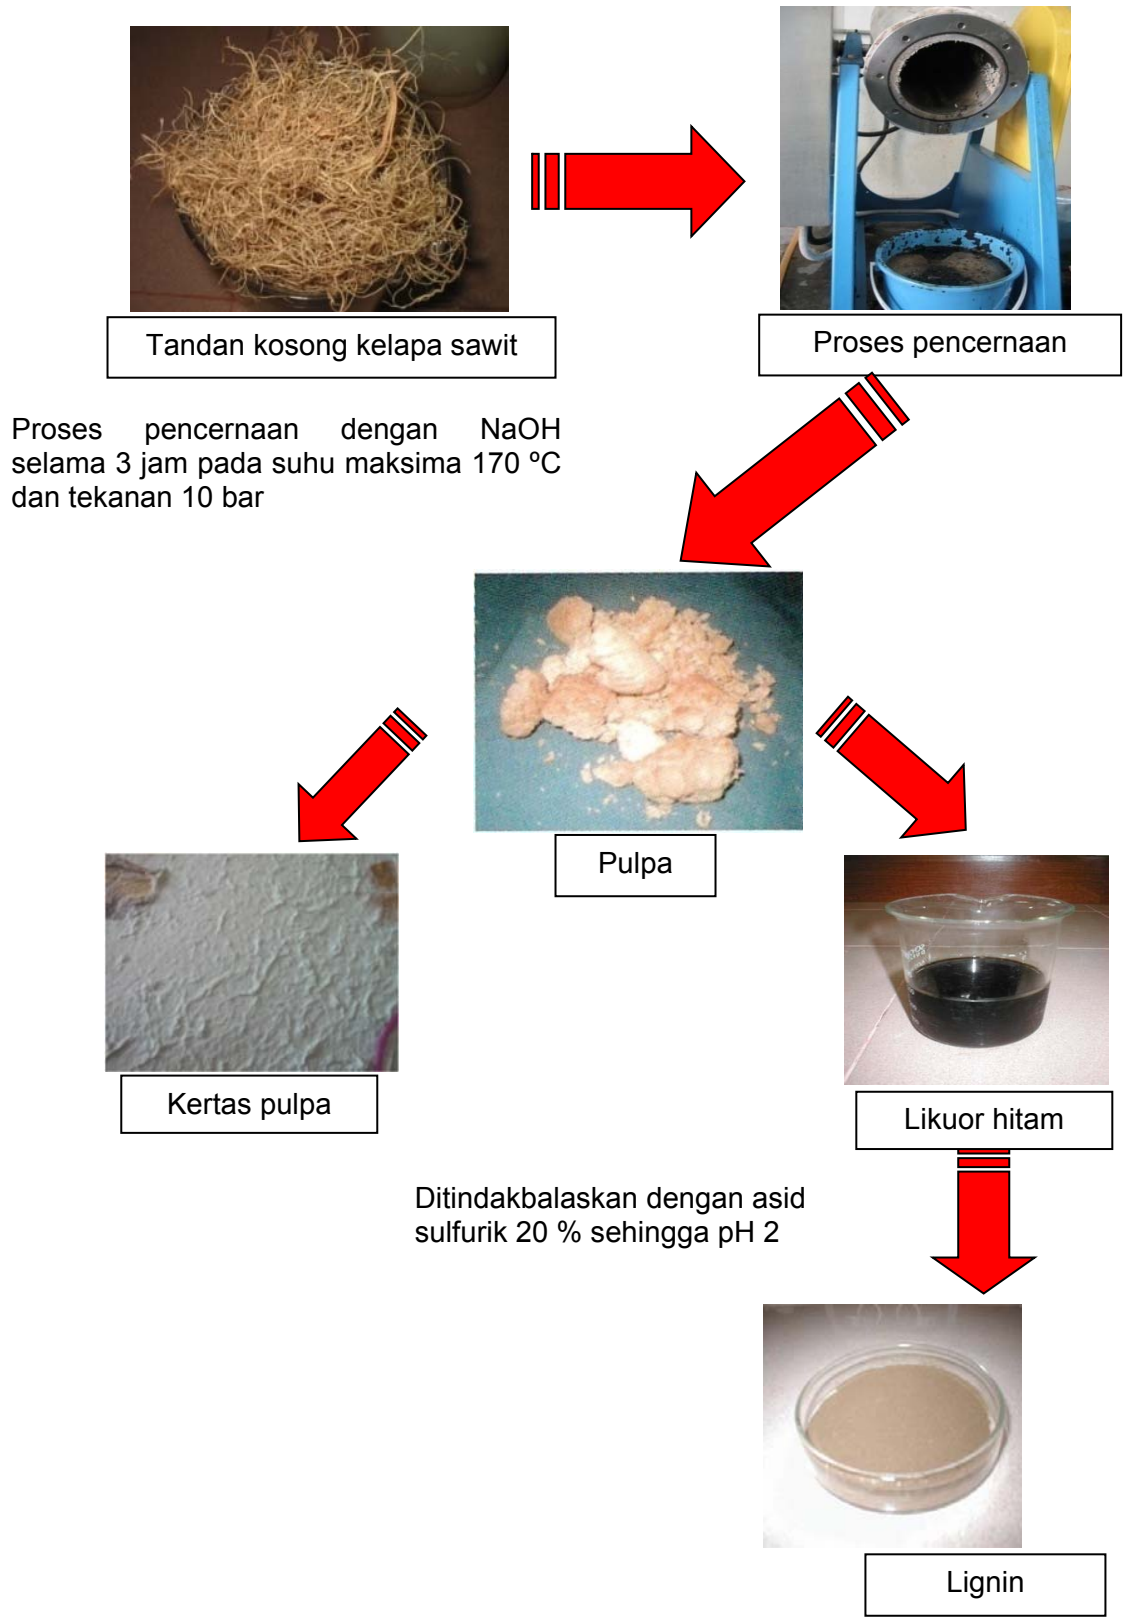 Tandan kosong kelapa sawit
Proses pencernaan
Proses pencernaan dengan NaOH
selama 3 jam pada suhu maksima 170 ºC
dan tekanan 10 bar
Pulpa
Kertas pulpa
Likuor hitam
Ditindakbalaskan dengan asid
sulfurik 20 % sehingga pH 2
Lignin